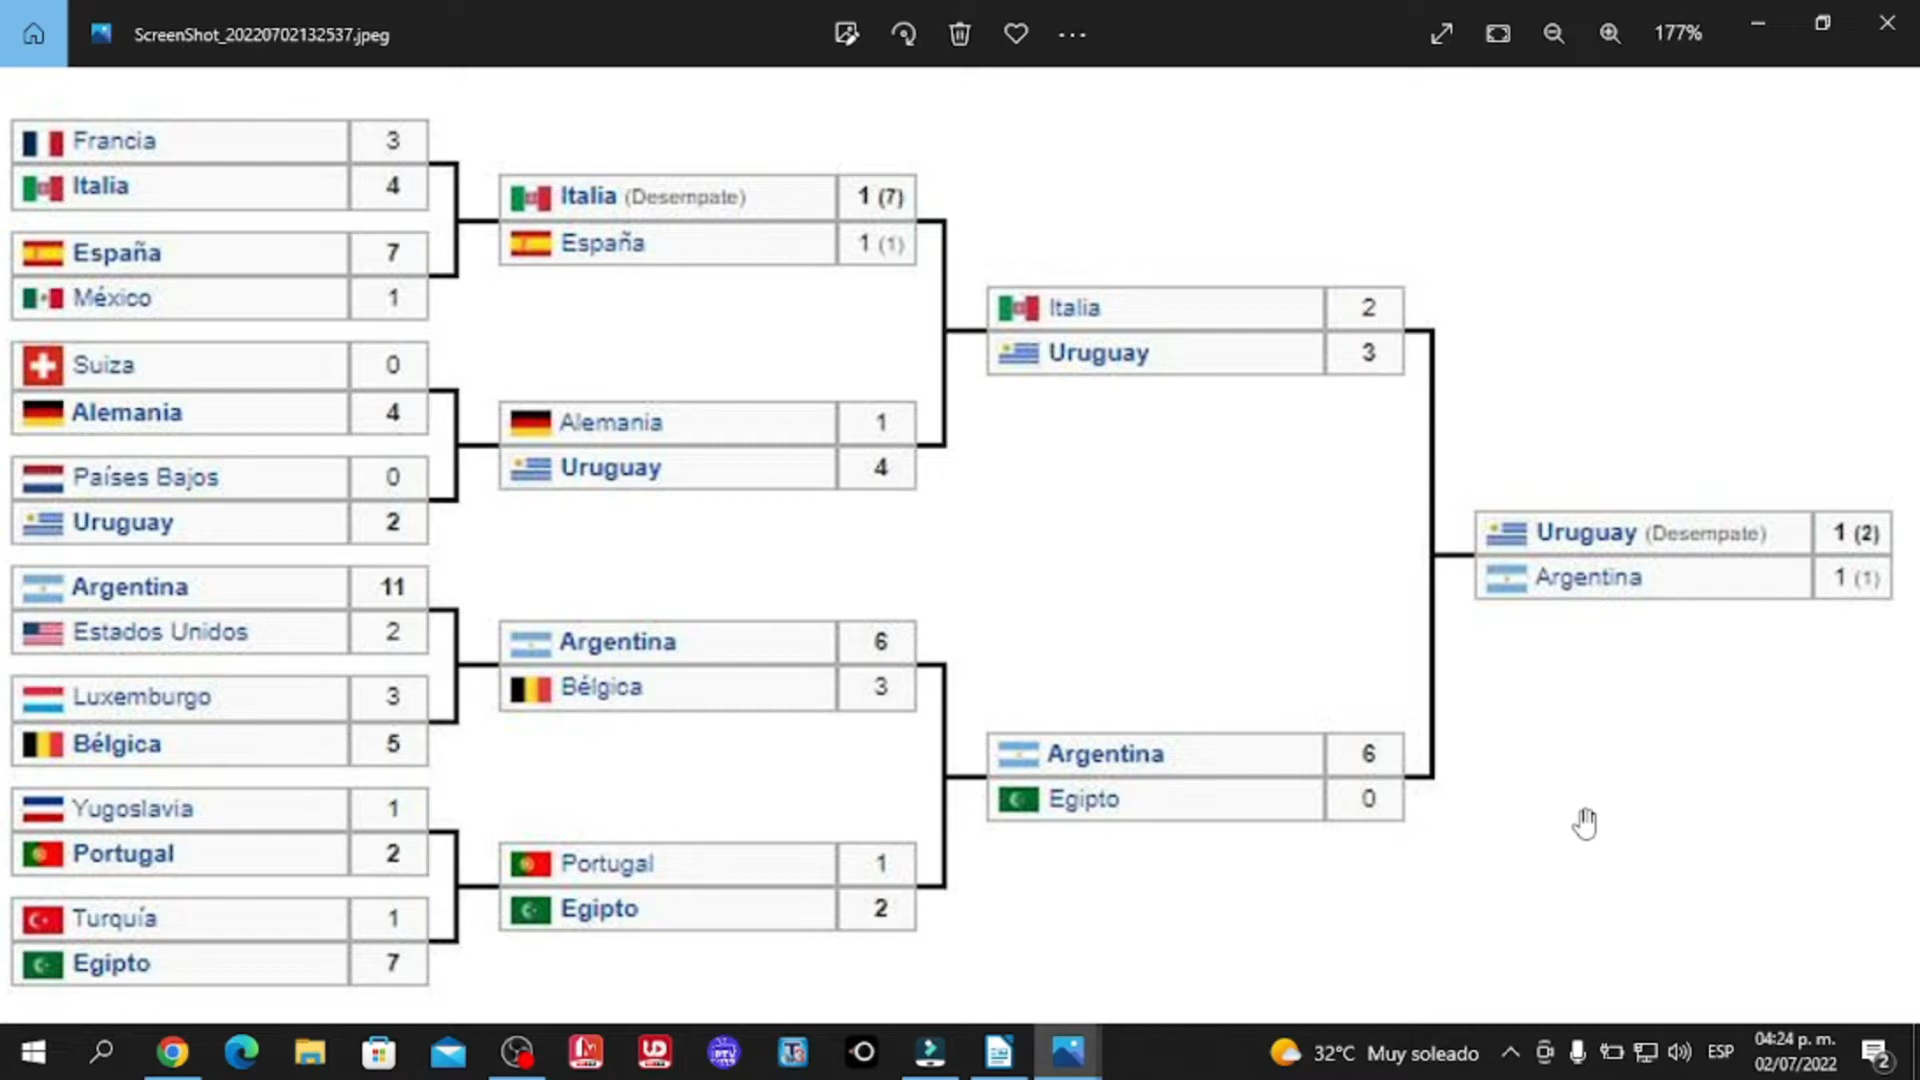 ScreenShot_20220702132537.jpeg
177%
Francia 3
Italia 4
España 7
México 1
Suiza 0
Alemania 4
Países Bajos 0
Uruguay 2
Argentina 11
Estados Unidos 2
Luxemburgo 3
Bélgica 5
Yugoslavia 1
Portugal 2
Turquía 1
Egipto 7
Italia (Desempate) 1 (7)
España 1 (1)
Alemania 1
Uruguay 4
Argentina 6
Bélgica 3
Portugal 1
Egipto 2
Italia 2
Uruguay 3
Argentina 6
Egipto 0
Uruguay (Desempate) 1 (2)
Argentina 1 (1)
32°C Muy soleado
ESP
04:24 p. m.
02/07/2022
2